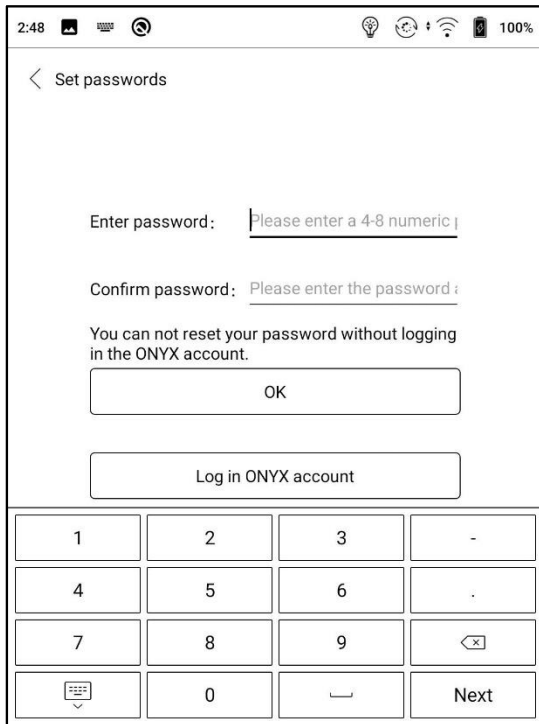 2:48 100%
Set passwords
Enter password: Please enter a 4-8 numeric
Confirm password: Please enter the password
You can not reset your password without logging
in the ONYX account.
OK
Log in ONYX account
1 2 3 -
4 5 6 .
7 8 9
0 Next